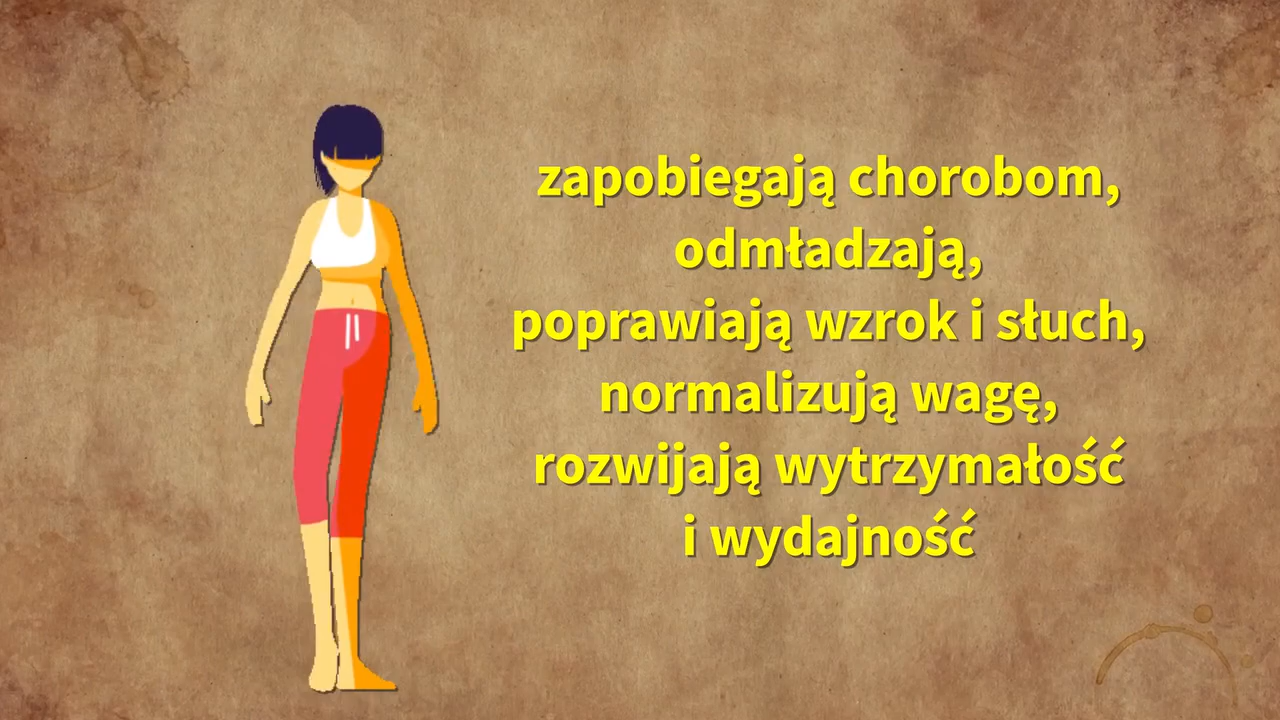 zapobiegają chorobom,
odmładzają,
poprawiają wzrok i słuch,
normalizują wagę,
rozwijają wytrzymałość
i wydajność